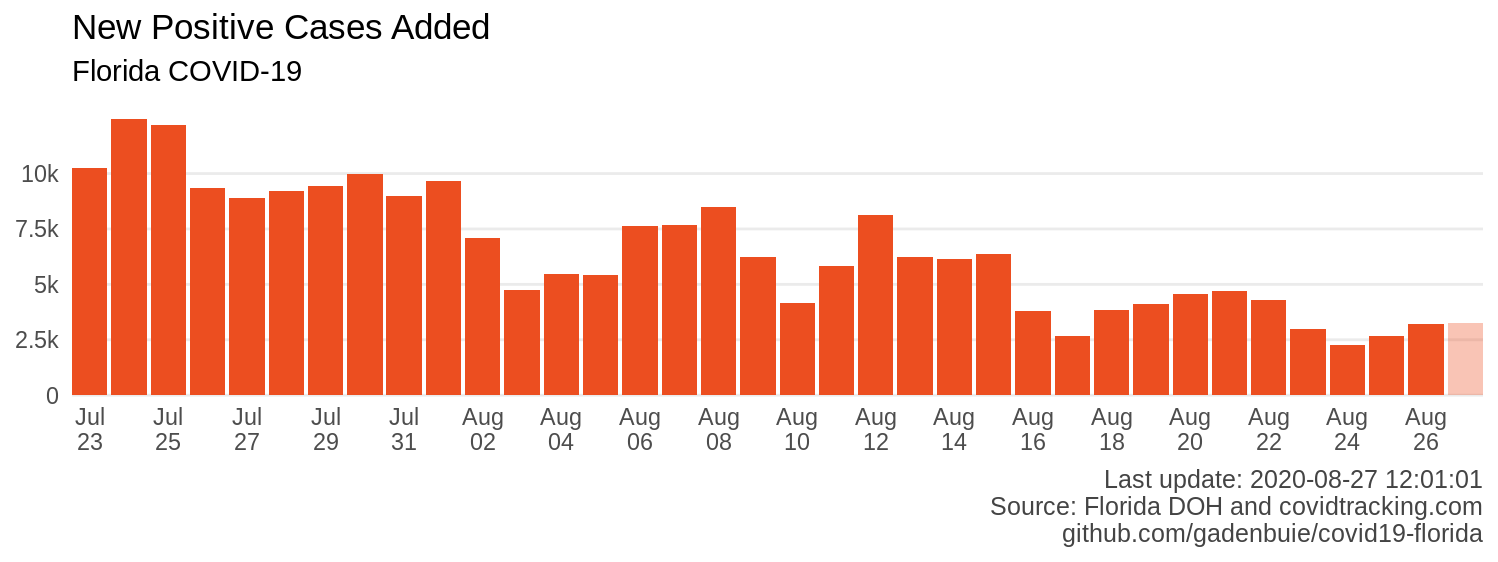 New Positive Cases Added
Florida COVID-19
10k
7.5k
5k
2.5k
0
Jul Jul Jul Jul Jul Aug Aug Aug Aug Aug Aug Aug Aug Aug Aug Aug Aug Aug
23 25 27 29 31 02 04 06 08 10 12 14 16 18 20 22 24 26
Last update: 2020-08-27 12:01:01
Source: Florida DOH and covidtracking.com
github.com/gadenbuie/covid19-florida